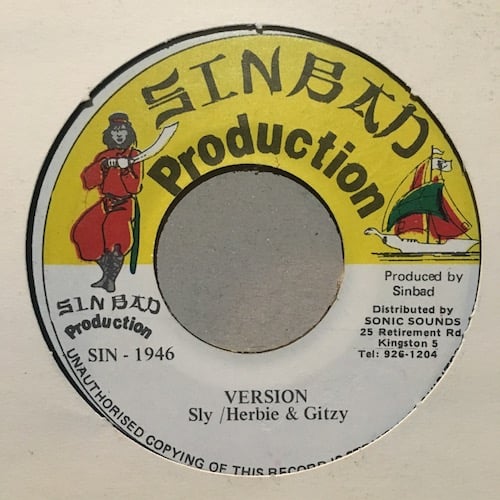 SINBAD
Production
SINBAD
Production
SIN - 1946
Produced by
Sinbad
Distributed by
SONIC SOUNDS
25 Retirement Rd.
Kingston 5
Tel: 926-1204
VERSION
Sly /Herbie & Gitzy
UNAUTHORISED COPYING OF THIS RECORD IS